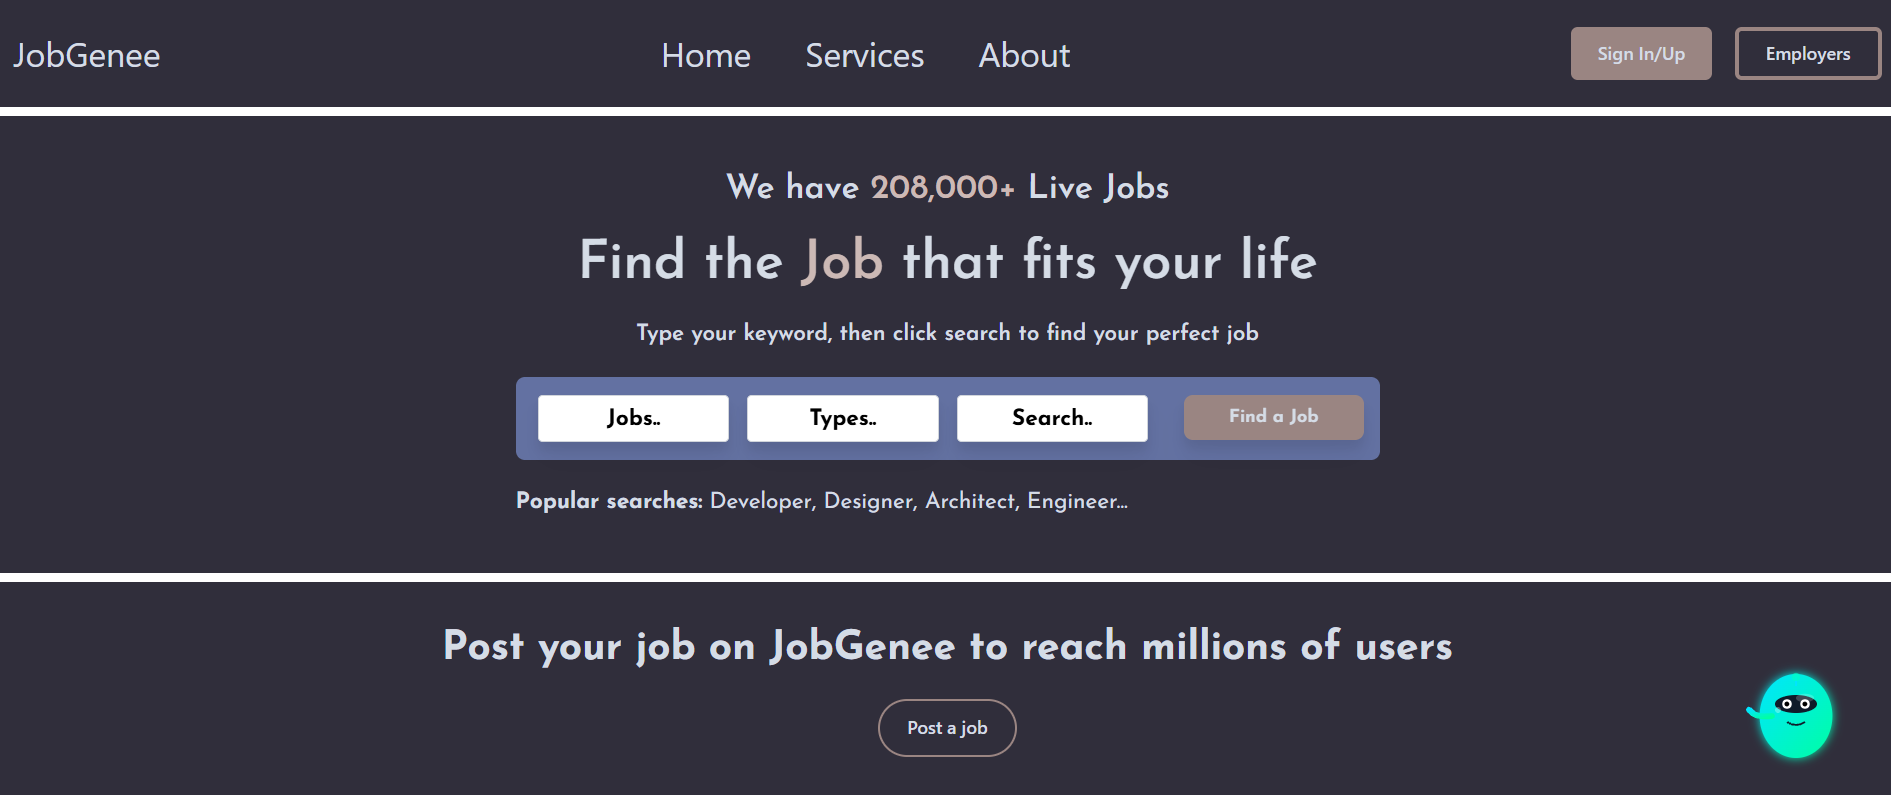 JobGenee Home Services About Sign In/Up Employers
We have 208,000+ Live Jobs
Find the Job that fits your life
Type your keyword, then click search to find your perfect job
Jobs.. Types.. Search.. Find a Job
Popular searches: Developer, Designer, Architect, Engineer...
Post your job on JobGenee to reach millions of users
Post a job